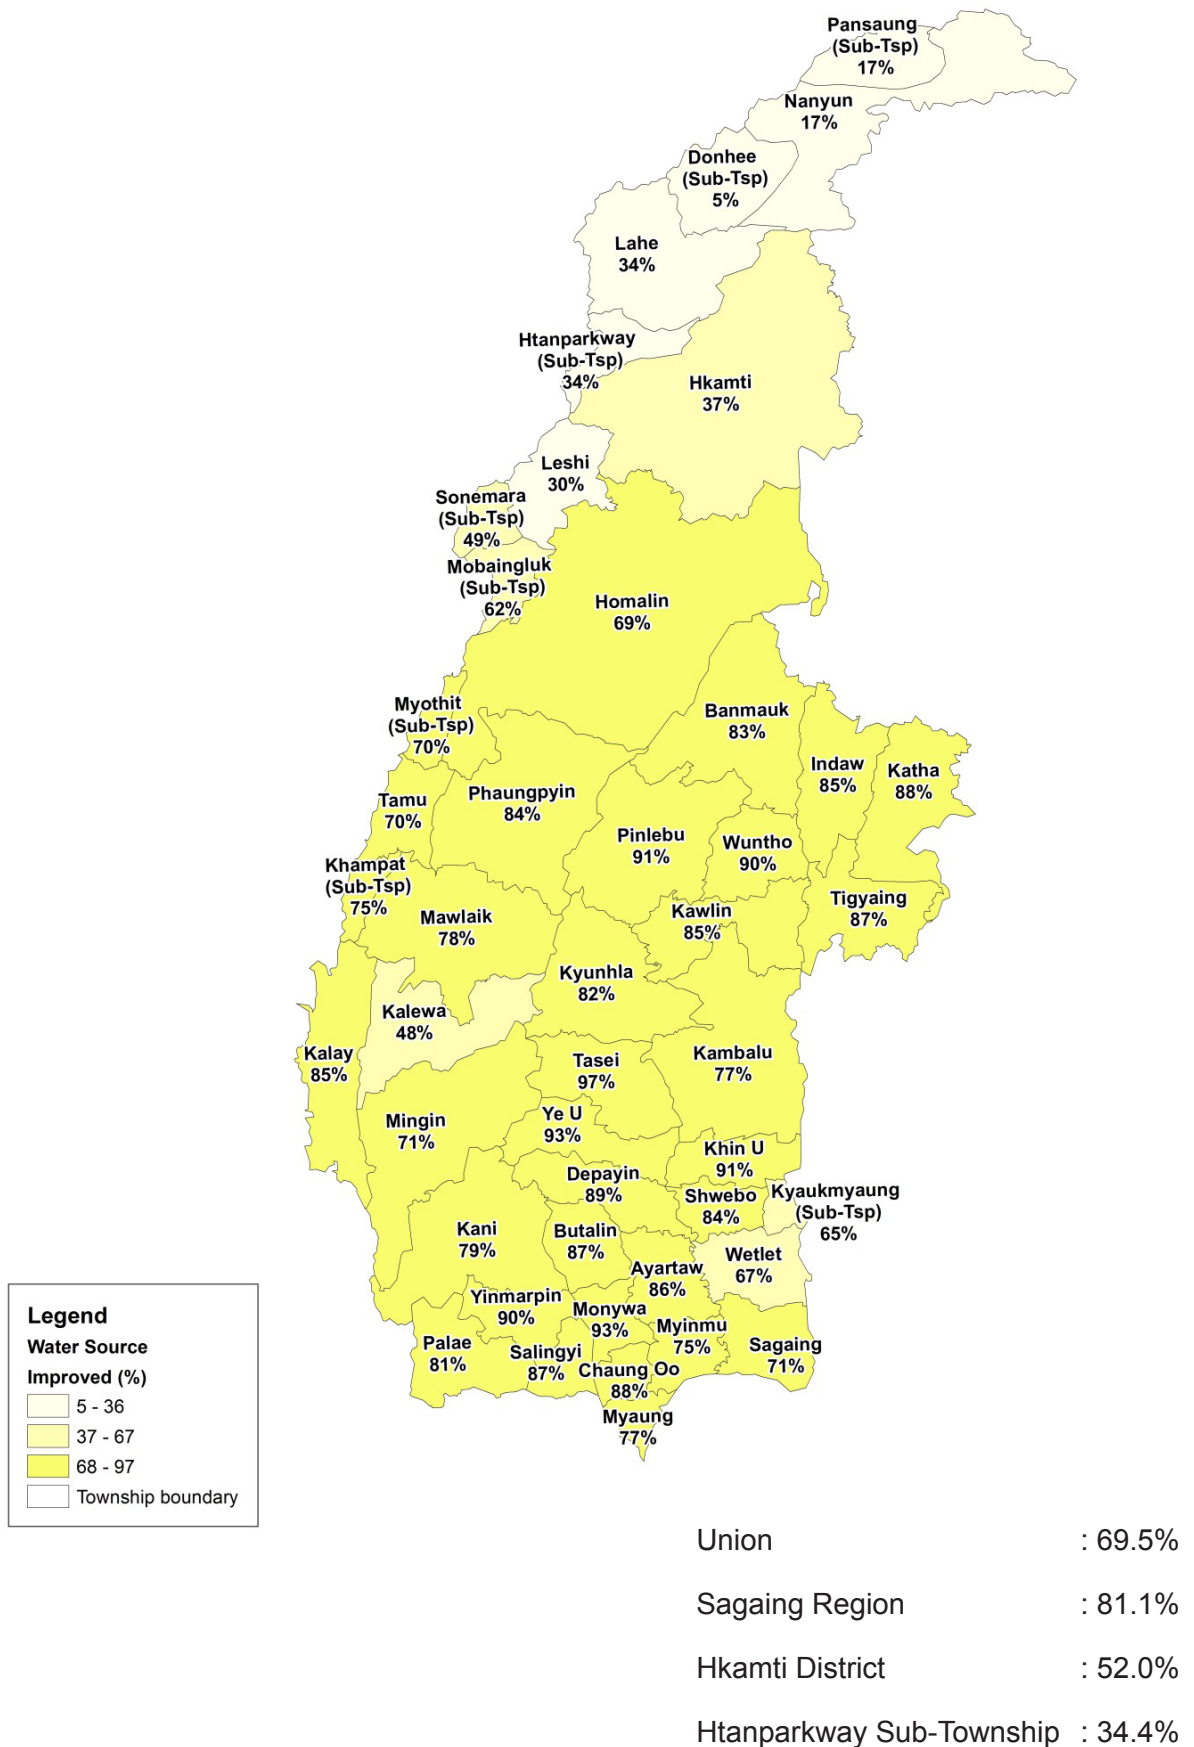 Pansaung
(Sub-Tsp)
17%
Nanyun
17%
Donhee
(Sub-Tsp)
5%
Lahe
34%
Htanparkway
(Sub-Tsp)
34%
Hkamti
37%
Leshi
30%
Sonemara
(Sub-Tsp)
49%
Mobaingluk
(Sub-Tsp)
62%
Homalin
69%
Myothit
(Sub-Tsp)
70%
Banmauk
83%
Indaw
85%
Katha
88%
Tamu
70%
Phaungpyin
84%
Pinlebu
91%
Wuntho
90%
Khampat
(Sub-Tsp)
75%
Mawlaik
78%
Kawlin
85%
Tigyaing
87%
Kyunhla
82%
Kalewa
48%
Kalay
85%
Tasei
97%
Kambalu
77%
Mingin
71%
Ye U
93%
Khin U
91%
Depayin
89%
Shwebo
84%
Kyaukmyaung
(Sub-Tsp)
65%
Kani
79%
Butalin
87%
Wetlet
67%
Ayartaw
86%
Yinmarpin
90%
Monywa
93%
Myinmu
75%
Sagaing
71%
Palae
81%
Salingyi
87%
Chaung Oo
88%
Myaung
77%
Legend
Water Source
Improved (%)
5 - 36
37 - 67
68 - 97
Township boundary
Union : 69.5%
Sagaing Region : 81.1%
Hkamti District : 52.0%
Htanparkway Sub-Township : 34.4%